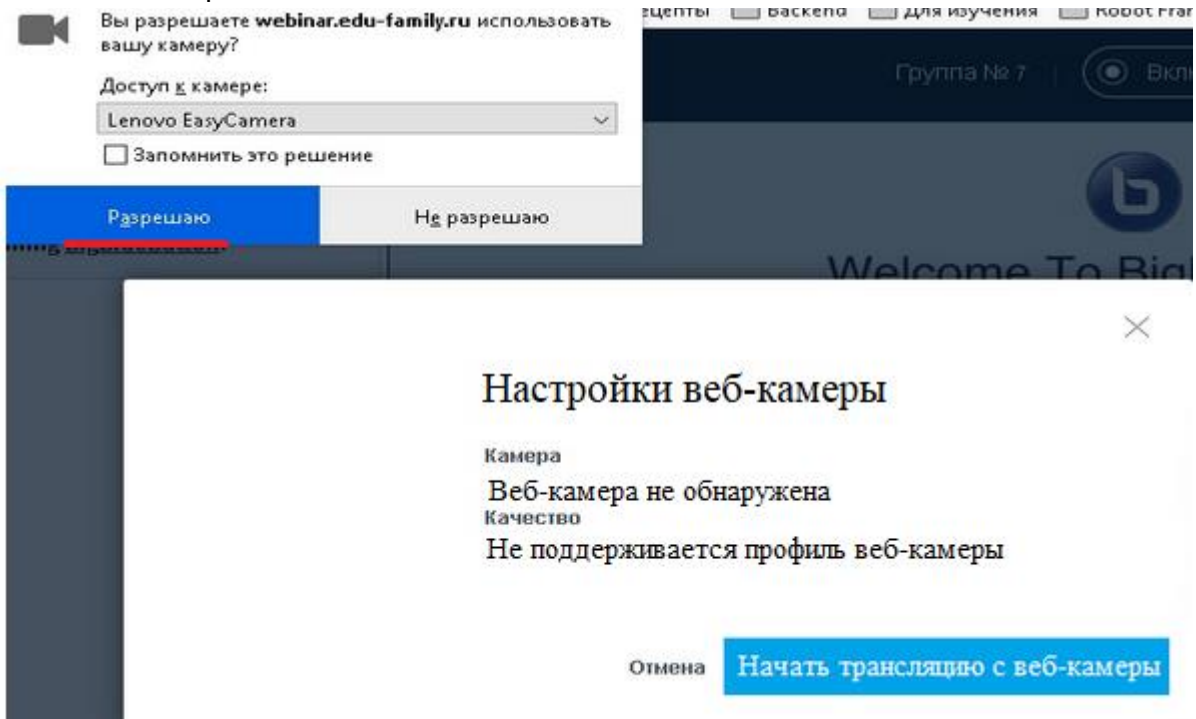 Вы разрешаете webinar.edu-family.ru использовать
вашу камеру?
Доступ к камере:
Lenovo EasyCamera
Запомнить это решение
Разрешаю
Не разрешаю
Backend
Для изучения
Группа № 7
Welcome To
Настройки веб-камеры
Камера
Веб-камера не обнаружена
Качество
Не поддерживается профиль веб-камеры
Отмена
Начать трансляцию с веб-камеры